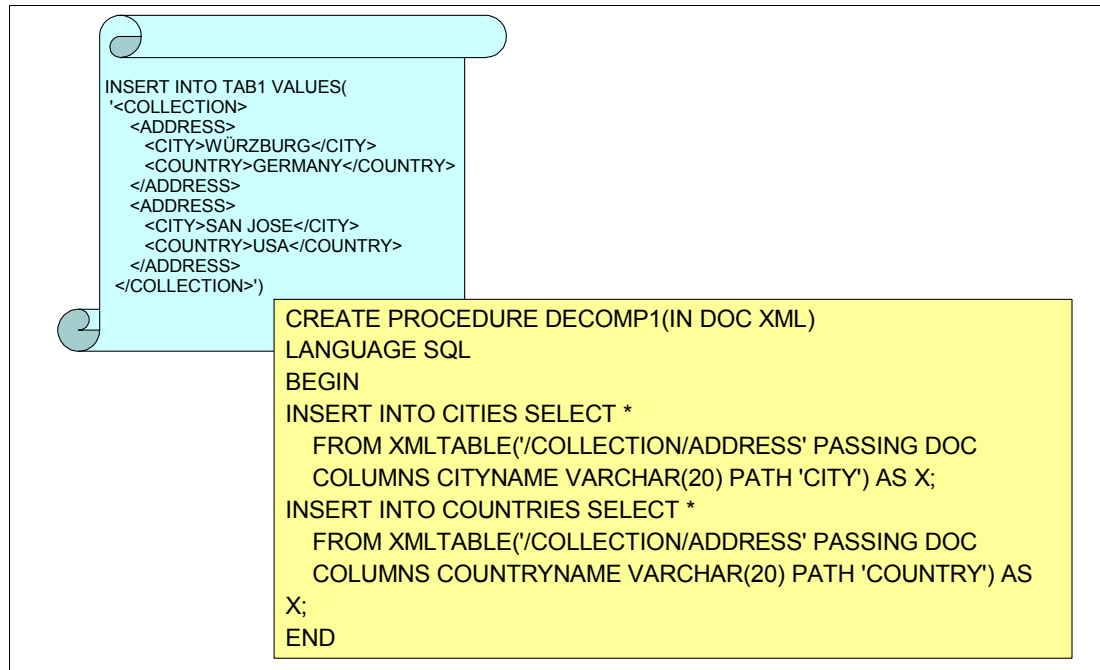 INSERT INTO TAB1 VALUES(
'<COLLECTION>
<ADDRESS>
<CITY>WÜRZBURG</CITY>
<COUNTRY>GERMANY</COUNTRY>
</ADDRESS>
<ADDRESS>
<CITY>SAN JOSE</CITY>
<COUNTRY>USA</COUNTRY>
</ADDRESS>
</COLLECTION>')
CREATE PROCEDURE DECOMP1(IN DOC XML)
LANGUAGE SQL
BEGIN
INSERT INTO CITIES SELECT *
FROM XMLTABLE('/COLLECTION/ADDRESS' PASSING DOC
COLUMNS CITYNAME VARCHAR(20) PATH 'CITY') AS X;
INSERT INTO COUNTRIES SELECT *
FROM XMLTABLE('/COLLECTION/ADDRESS' PASSING DOC
COLUMNS COUNTRYNAME VARCHAR(20) PATH 'COUNTRY') AS
X;
END